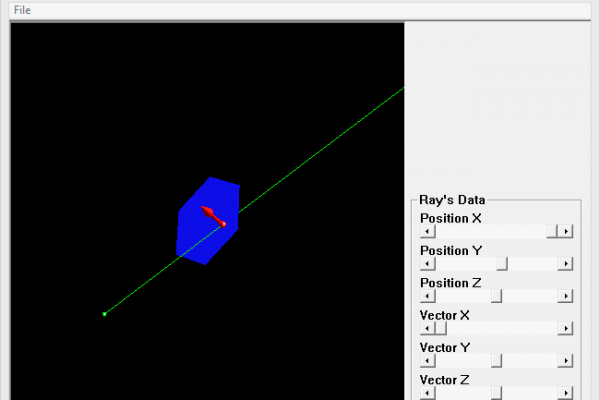 File
Ray's Data
Position X
Position Y
Position Z
Vector X
Vector Y
Vector Z